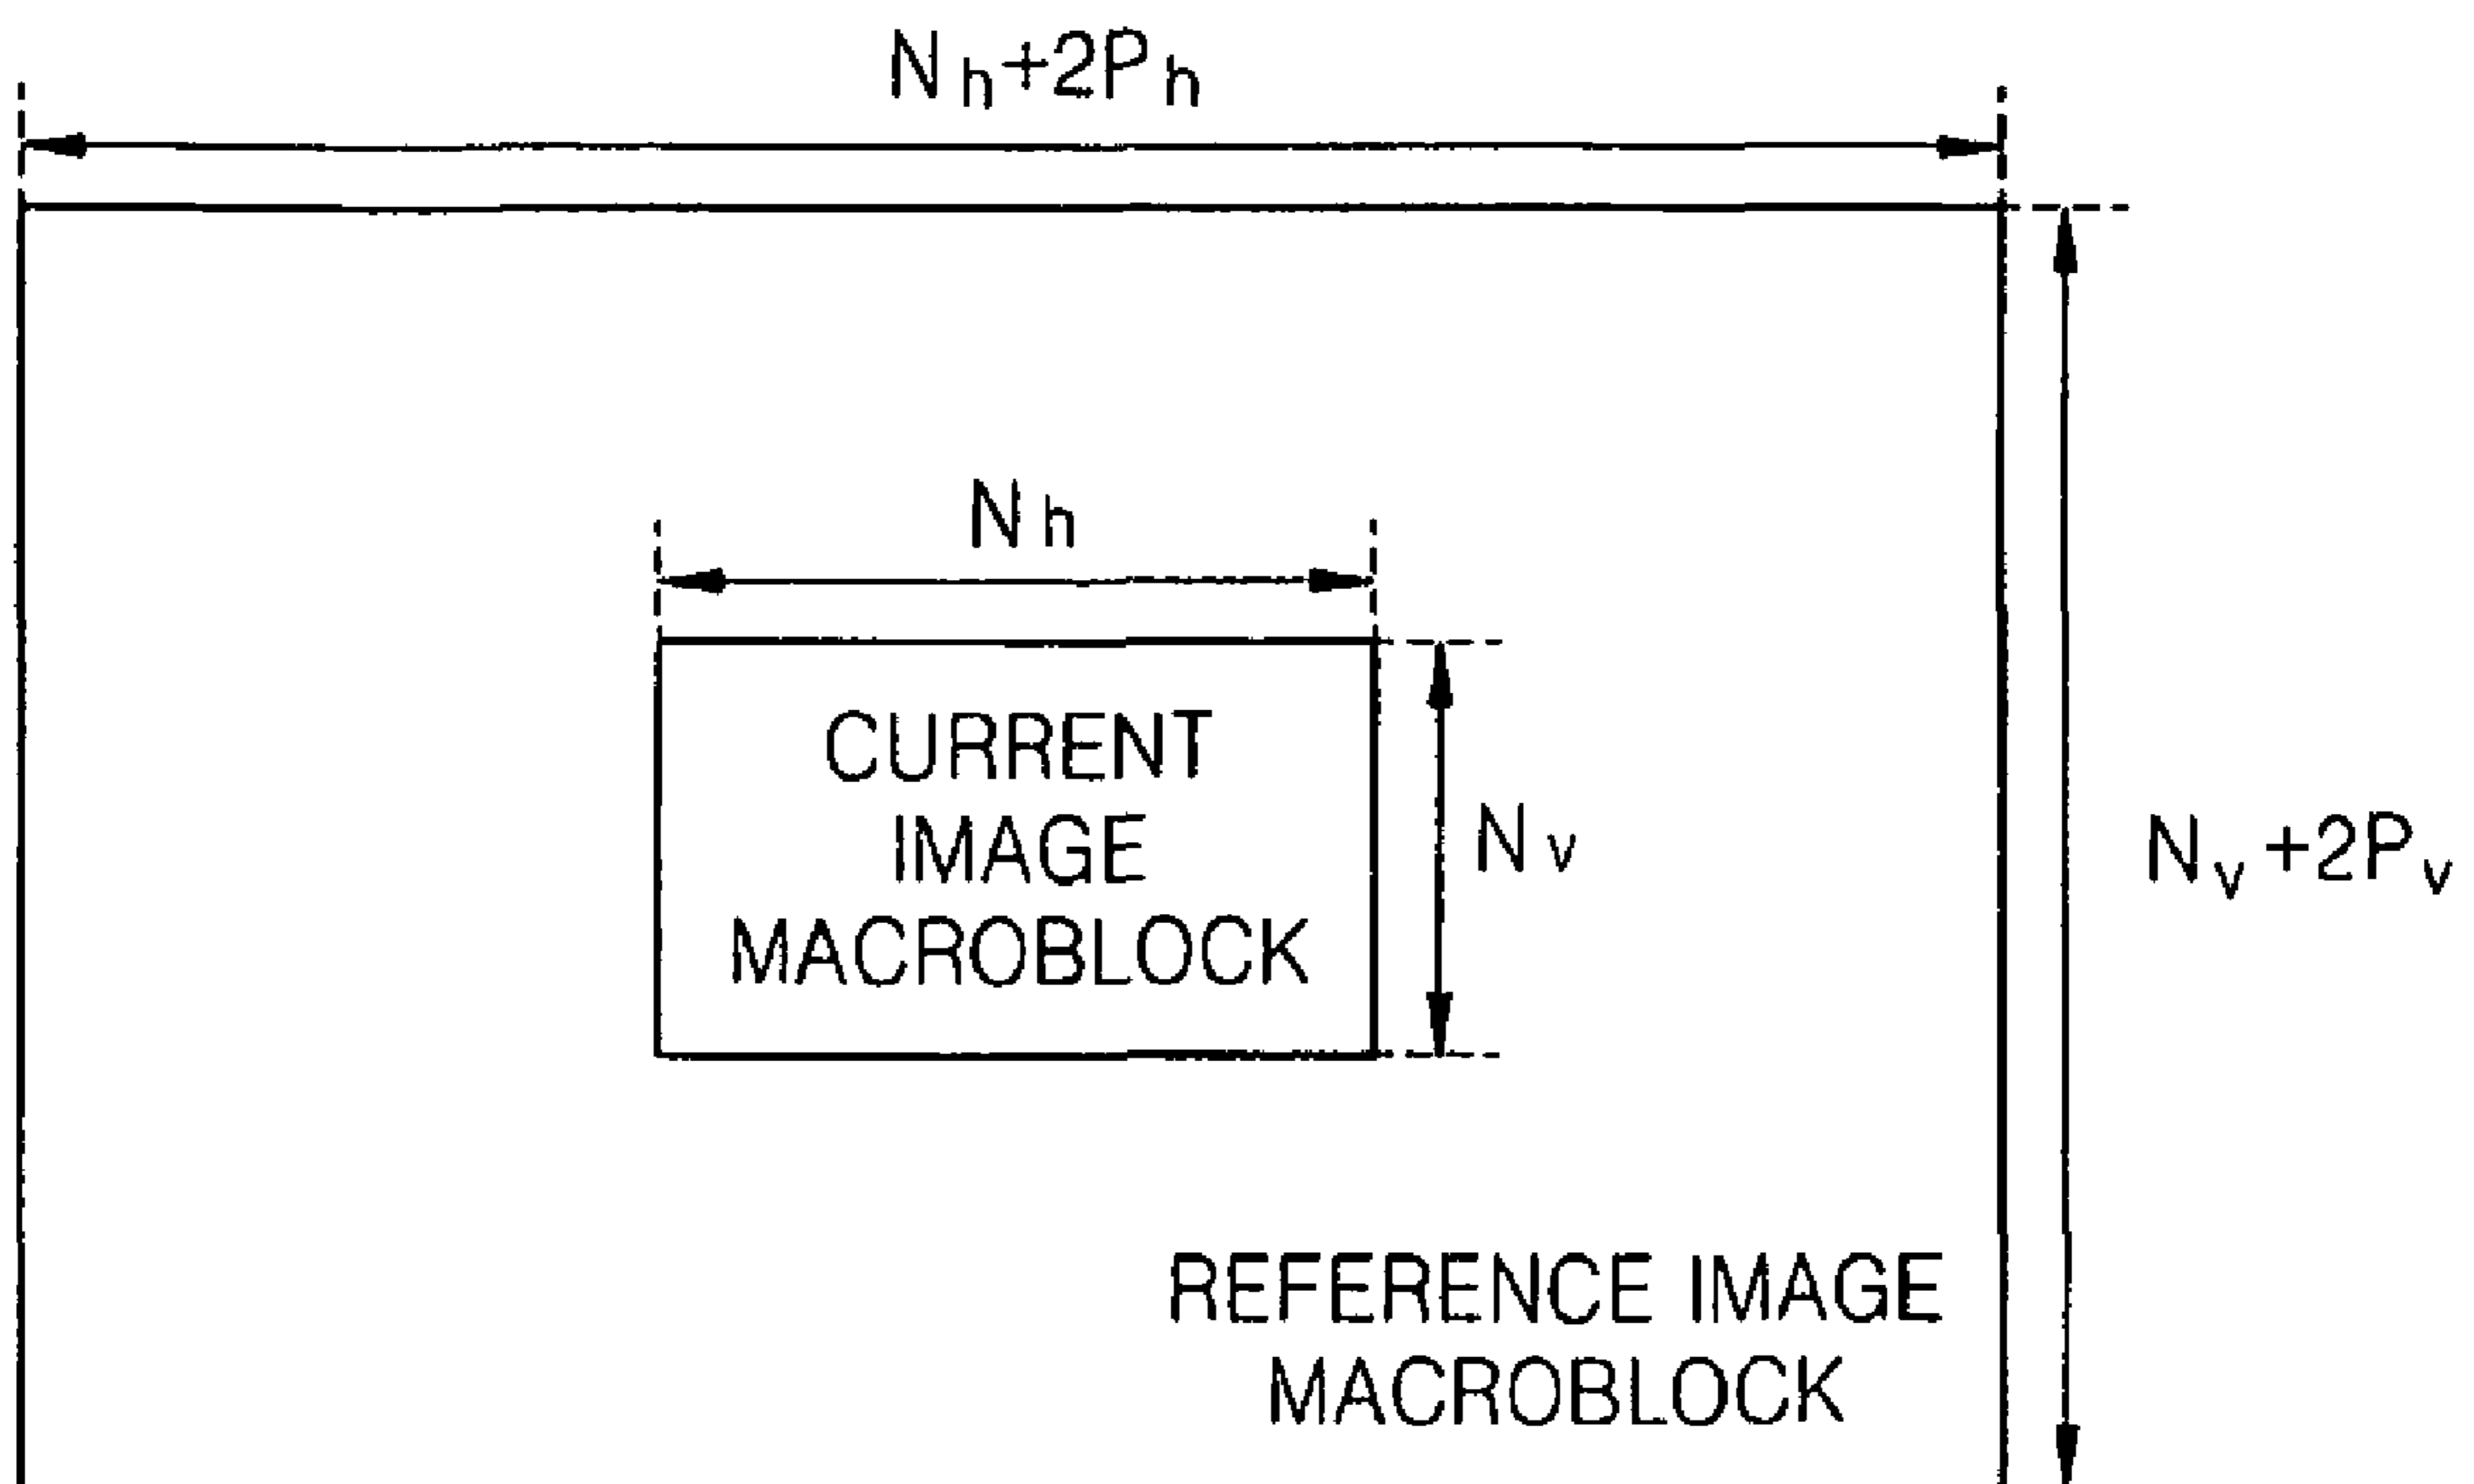 Nh+2Ph
Nh
CURRENT
IMAGE
MACROBLOCK
Nv
Nv+2Pv
REFERENCE IMAGE
MACROBLOCK